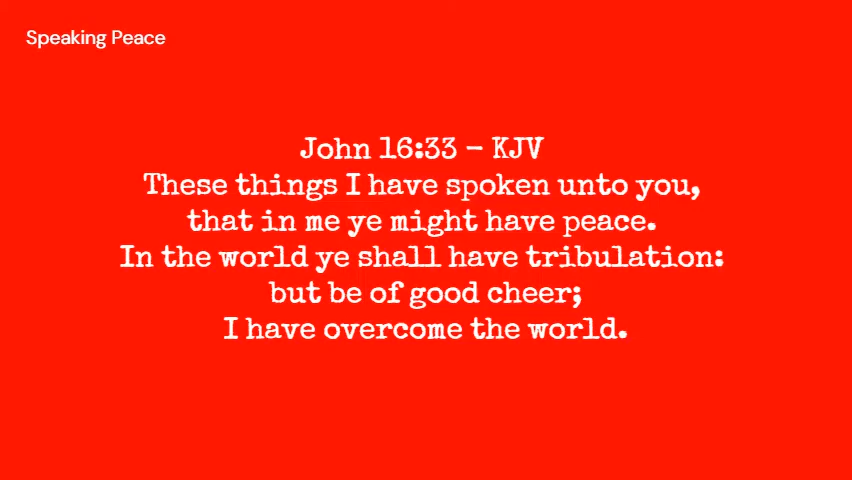 Speaking Peace
John 16:33 – KJV
These things I have spoken unto you,
that in me ye might have peace.
In the world ye shall have tribulation:
but be of good cheer;
I have overcome the world.